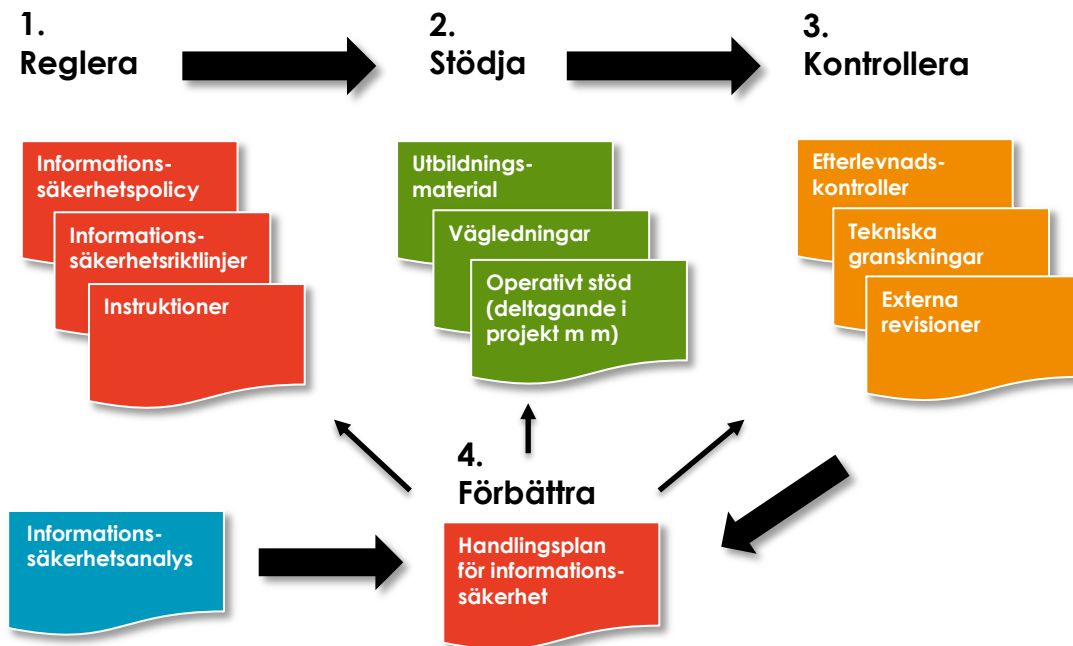 1.
Reglera
2.
Stödja
3.
Kontrollera
Informations-
säkerhetspolicy
Informations-
säkerhetsriktlinjer
Instruktioner
Utbildnings-
material
Vägledningar
Operativt stöd
(deltagande i
projekt m m)
Efterlevnads-
kontroller
Tekniska
granskningar
Externa
revisioner
4.
Förbättra
Informations-
säkerhetsanalys
Handlingsplan
för informations-
säkerhet